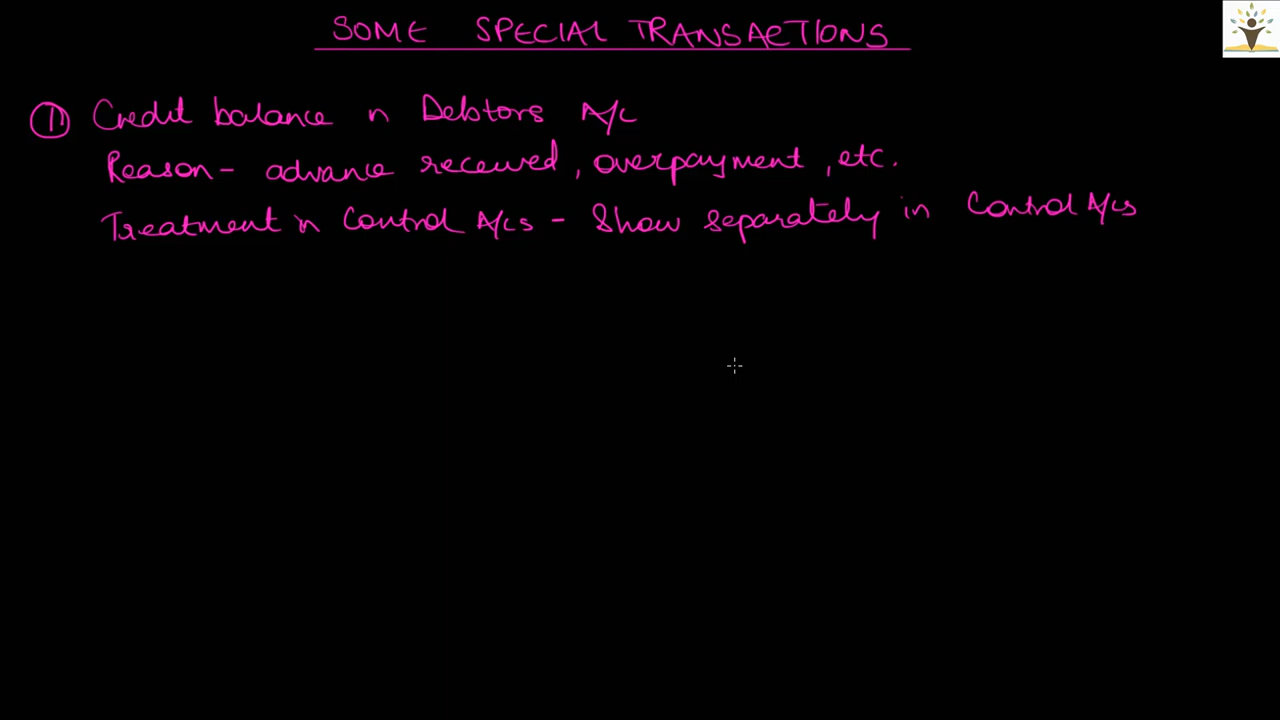 SOME SPECIAL TRANSACTIONS
① Credit balance in Debtors A/c
Reason - advance received, overpayment, etc.
Treatment in Control A/cs - Show separately in Control A/cs